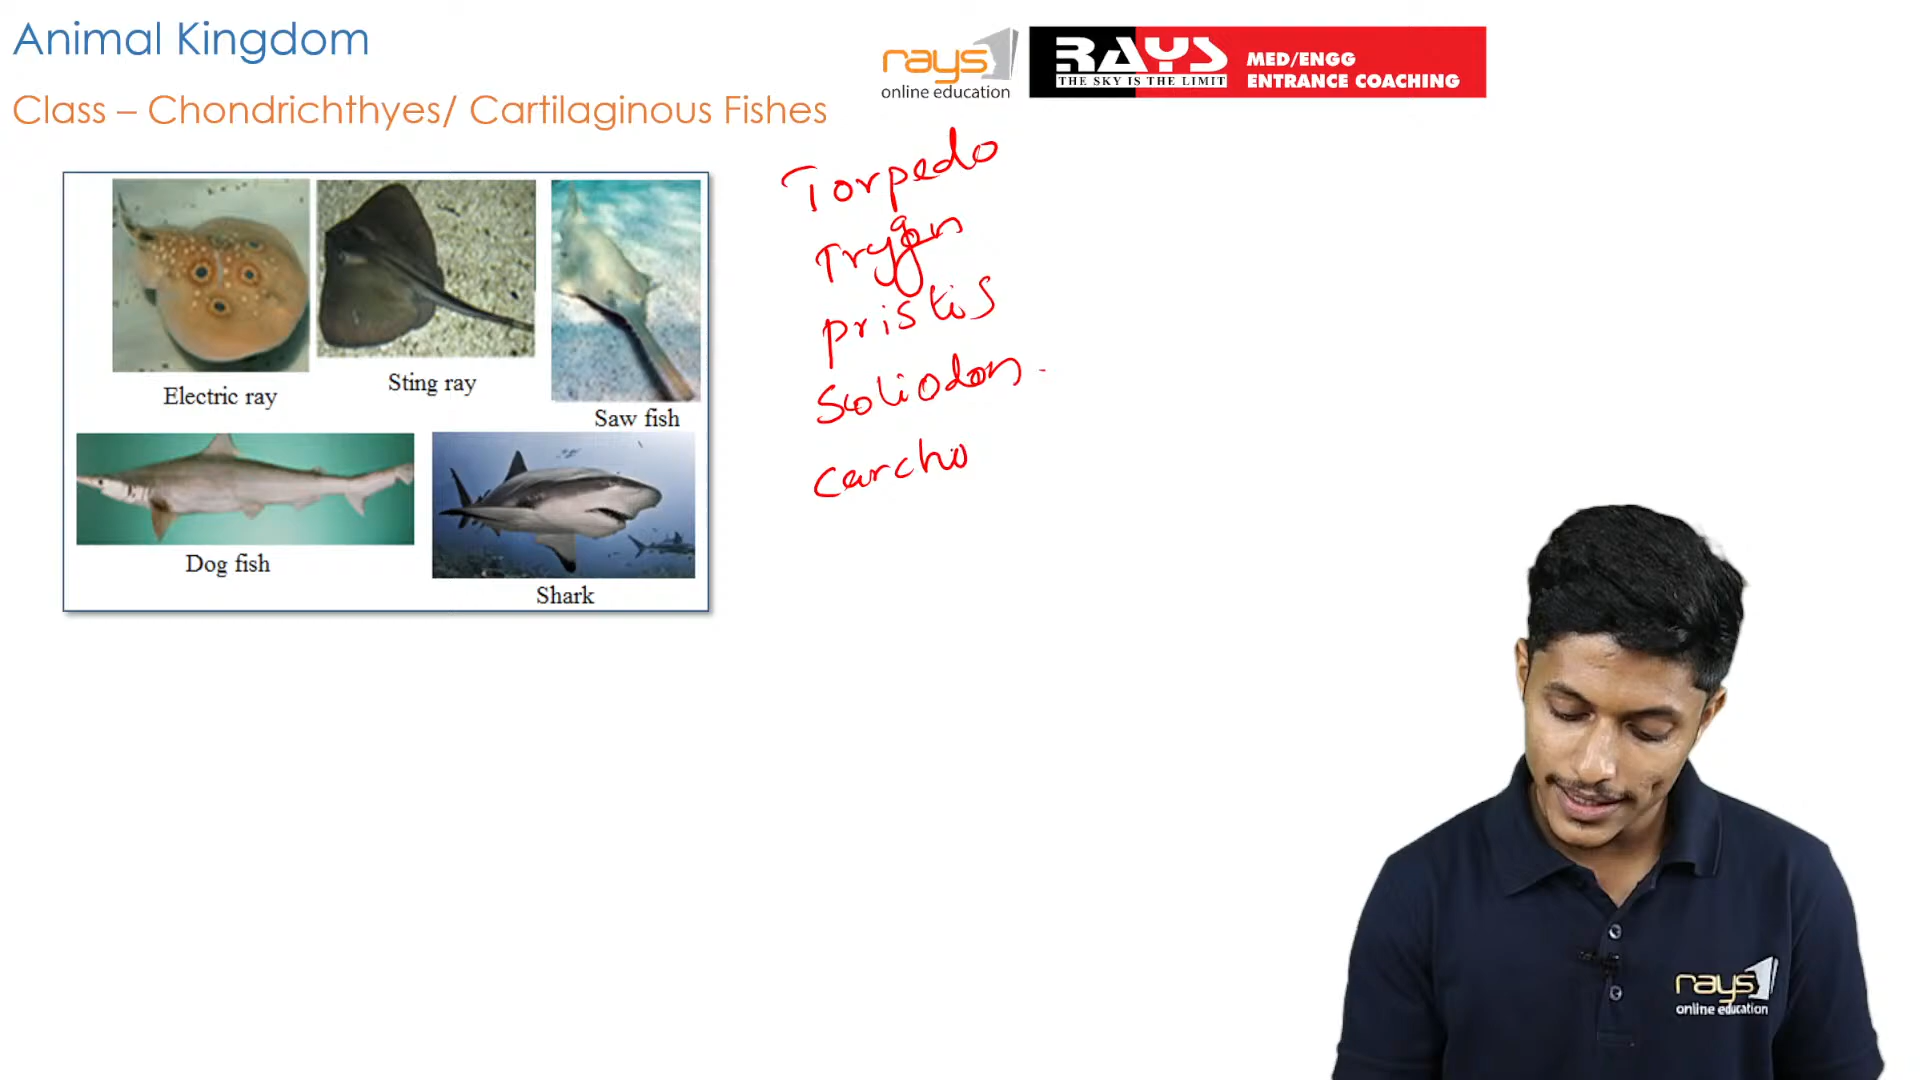 Animal Kingdom
Class – Chondrichthyes/ Cartilaginous Fishes
rays
online education
RAYS
THE SKY IS THE LIMIT
MED/ENGG
ENTRANCE COACHING
Electric ray
Sting ray
Saw fish
Dog fish
Shark
Torpedo
Trygon
pristis
Scoliodon.
carcho
rays
online education